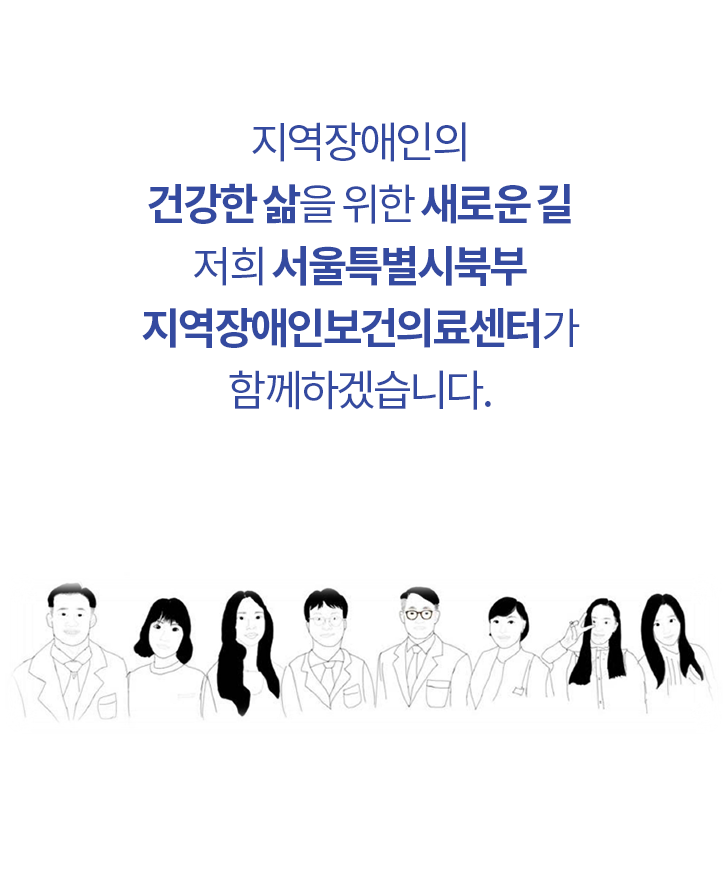 지역장애인의
건강한 삶을 위한 새로운 길
저희 서울특별시북부
지역장애인보건의료센터가
함께하겠습니다.